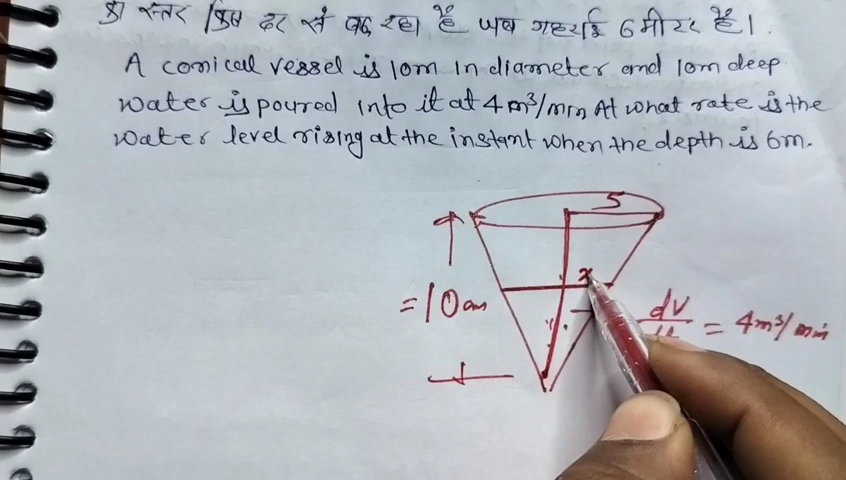 स्तर किस दर से बढ़ रहा है जब गहराई 6 मीटर है।
A conical vessel is 10m in diameter and 10m deep
water is poured into it at 4m³/min At what rate is the
water level rising at the instant when the depth is 6m.
5
x
= 10 cm
dV = 4m³/min